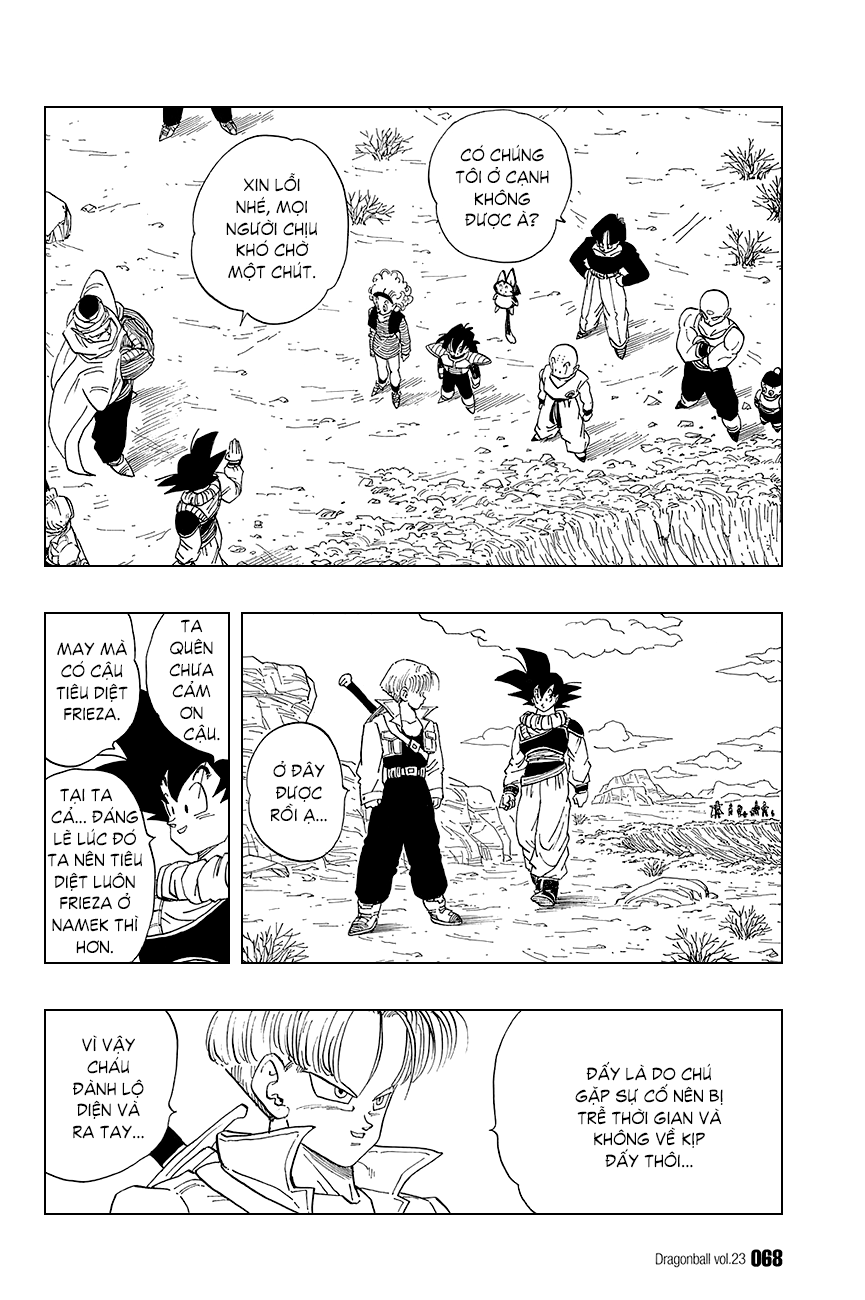 CÓ CHÚNG
TÔI Ở CẠNH
KHÔNG
ĐƯỢC À?
XIN LỖI
NHÉ, MỌI
NGƯỜI CHỊU
KHÓ CHỜ
MỘT CHÚT.
Ở ĐÂY
ĐƯỢC
RỒI Ạ...
TA
QUÊN
CHƯA
CẢM
ƠN
CẬU.
MAY MÀ
CÓ CẬU
TIÊU DIỆT
FRIEZA.
TẠI TA
CẢ... ĐÁNG
LẼ LÚC ĐÓ
TA NÊN TIÊU
DIỆT LUÔN
FRIEZA Ở
NAMEK THÌ
HƠN.
ĐẤY LÀ DO CHÚ
GẶP SỰ CỐ NÊN BỊ
TRỄ THỜI GIAN VÀ
KHÔNG VỀ KỊP
ĐẤY THÔI...
VÌ VẬY
CHÁU
ĐÀNH LỘ
DIỆN VÀ
RA TAY...
Dragonball vol.23 068